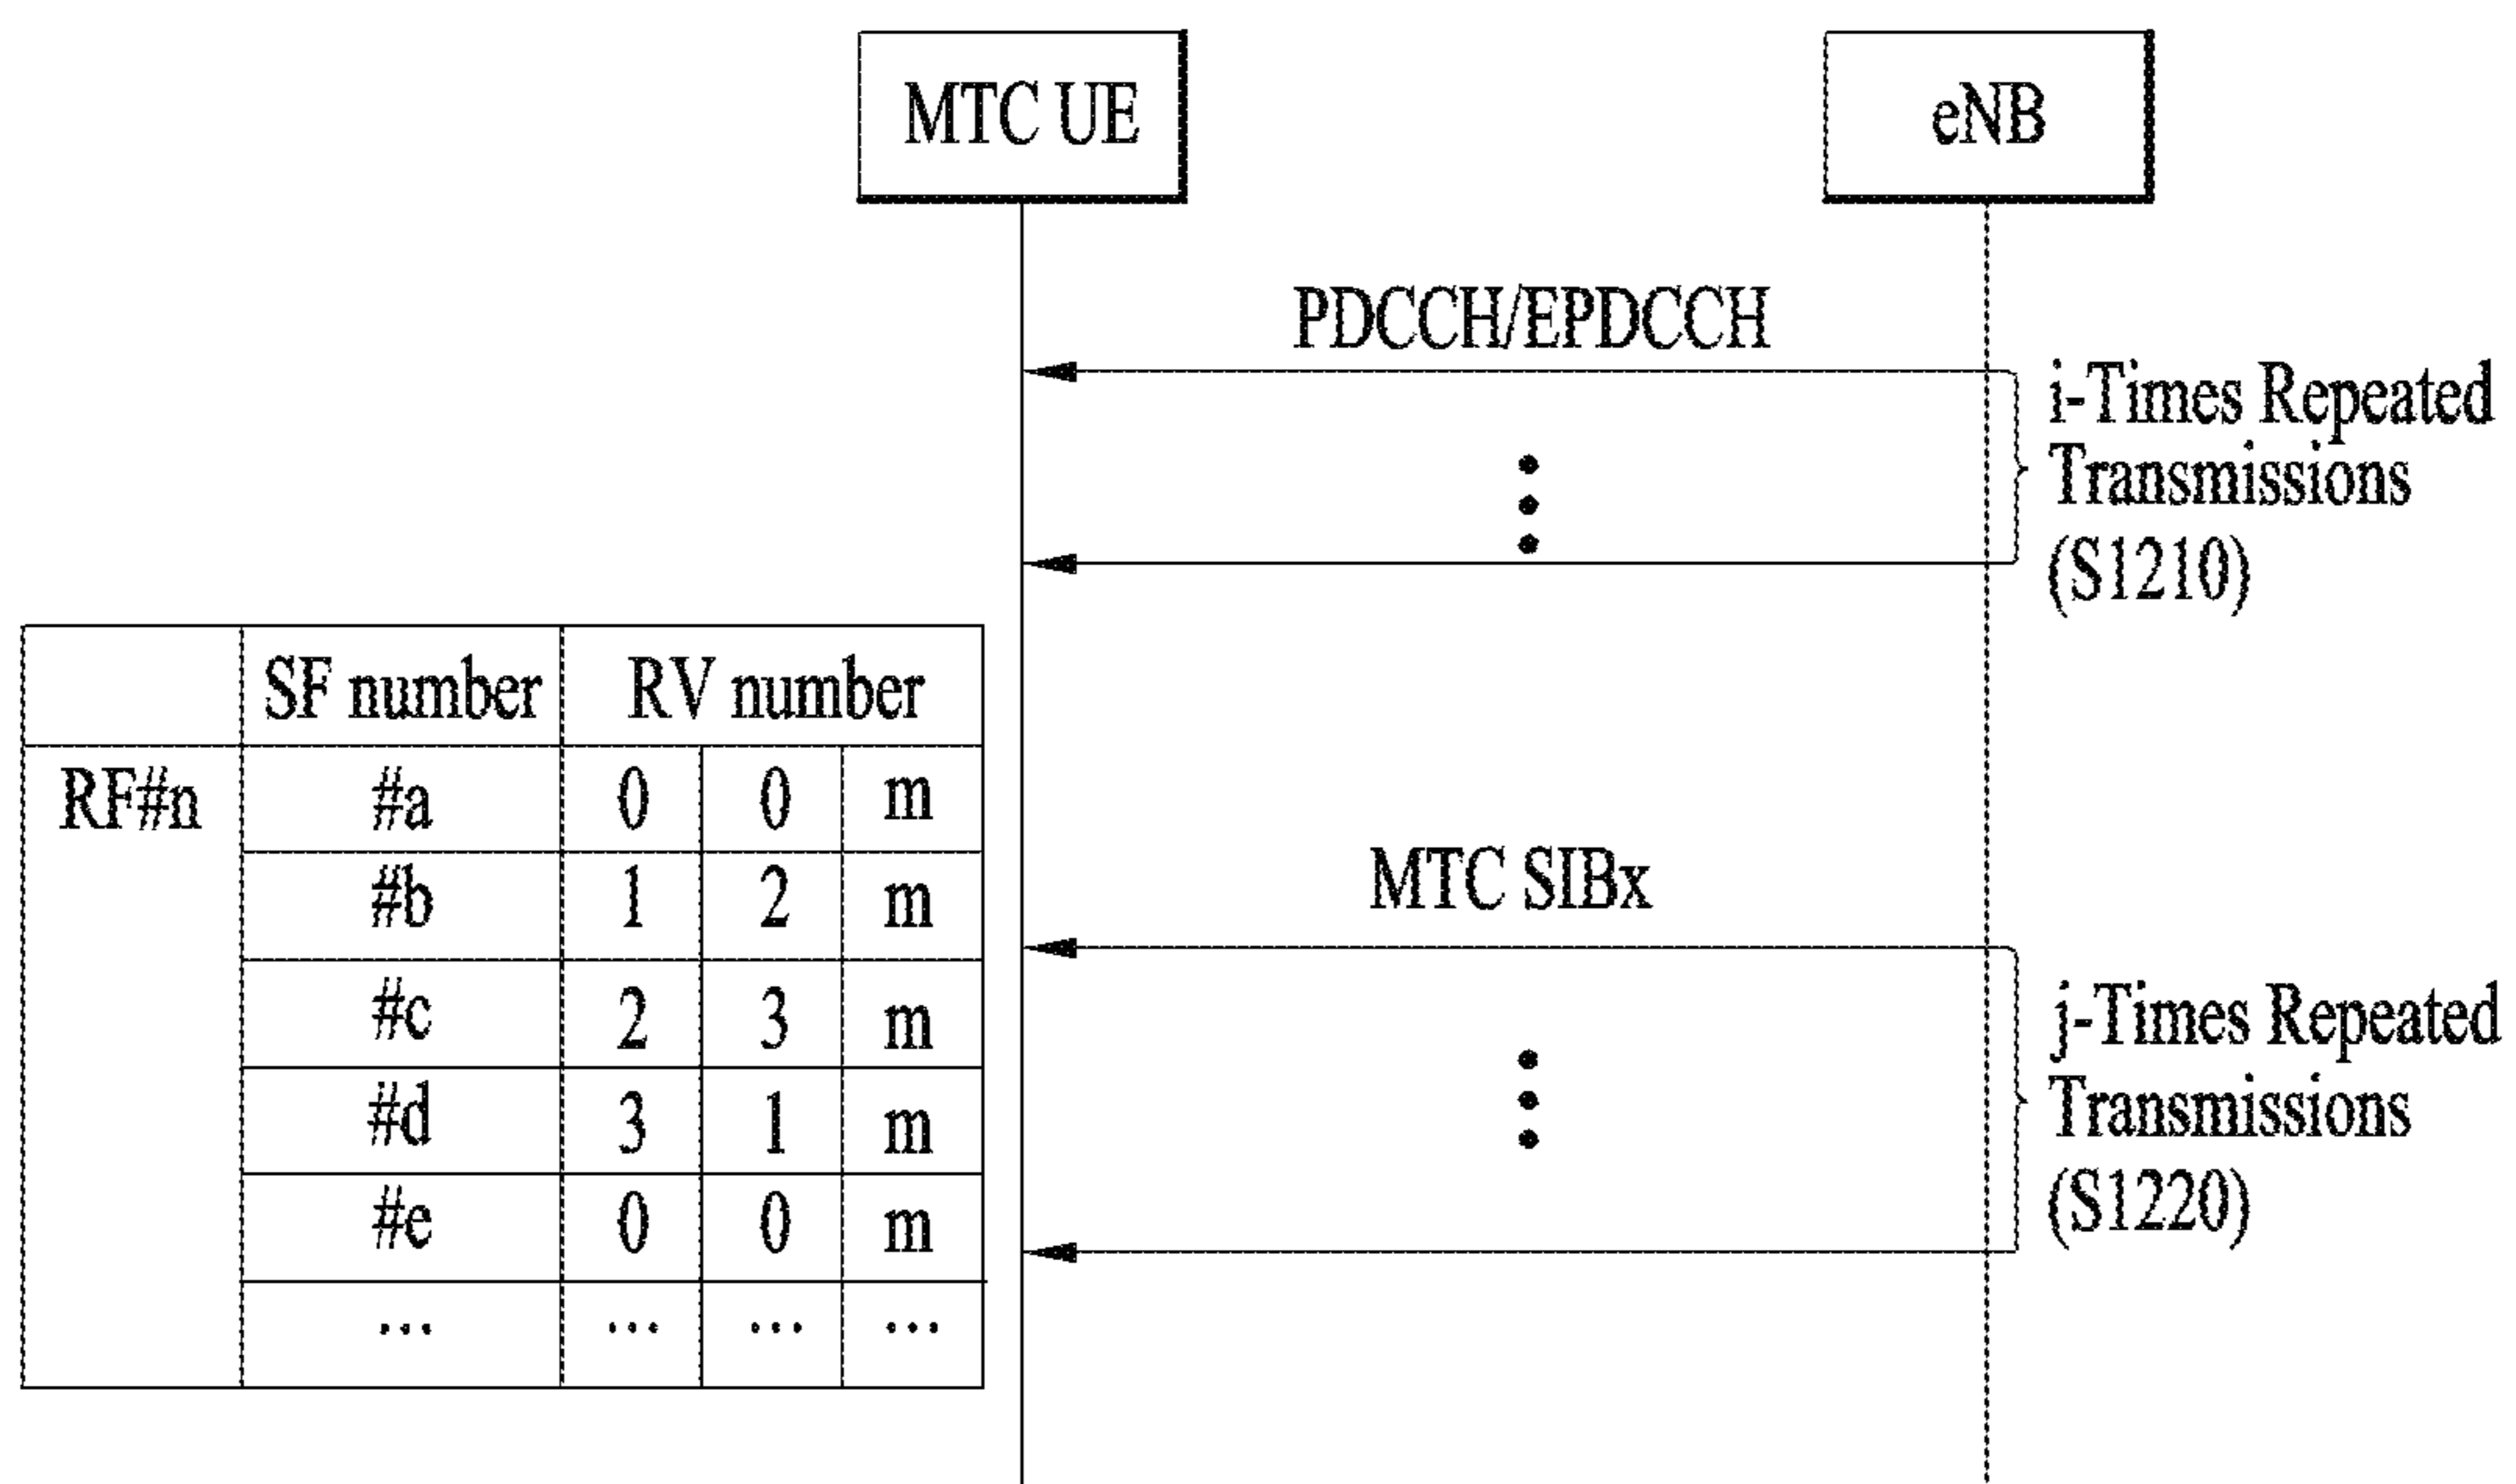 MTC UE
eNB
PDCCH/EPDCCH
i-Times Repeated
Transmissions
(S1210)
SF number RV number
RF#n #a 0 0 m
#b 1 2 m
#c 2 3 m
#d 3 1 m
#e 0 0 m
... ... ... ...
MTC SIBx
j-Times Repeated
Transmissions
(S1220)